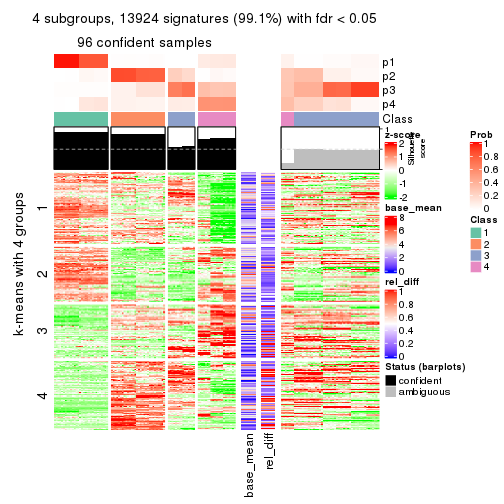 4 subgroups, 13924 signatures (99.1%) with fdr < 0.05
96 confident samples
p1
p2
p3
p4
Class
1
Silhouette
score
k-means with 4 groups
1
2
3
4
base_mean
rel_diff
z-score
2
1
0
-1
-2
base_mean
8
6
4
2
0
rel_diff
1
0.8
0.6
0.4
0.2
0
Status (barplots)
confident
ambiguous
Prob
1
0.8
0.6
0.4
0.2
0
Class
1
2
3
4